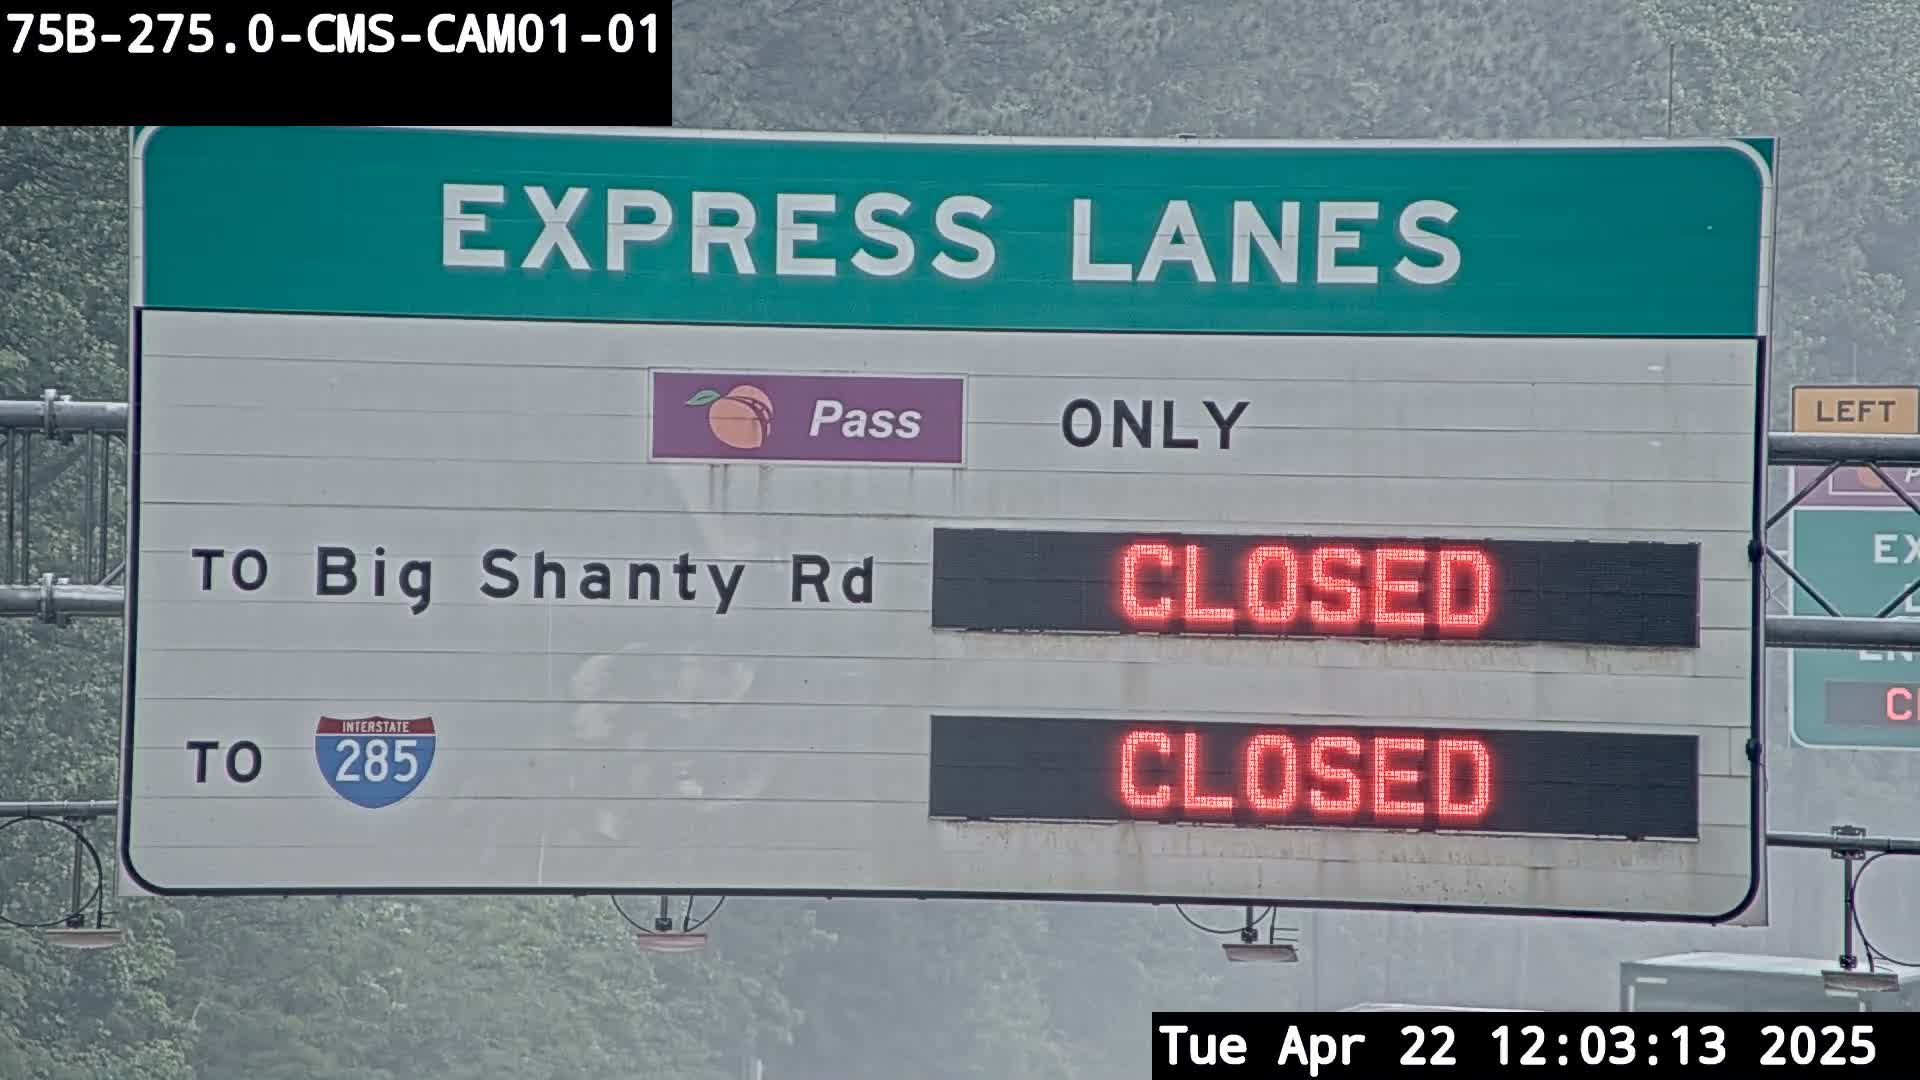 75B-275.0-CMS-CAM01-01
EXPRESS LANES
Pass ONLY
TO Big Shanty Rd CLOSED
TO INTERSTATE 285 CLOSED
LEFT
Tue Apr 22 12:03:13 2025